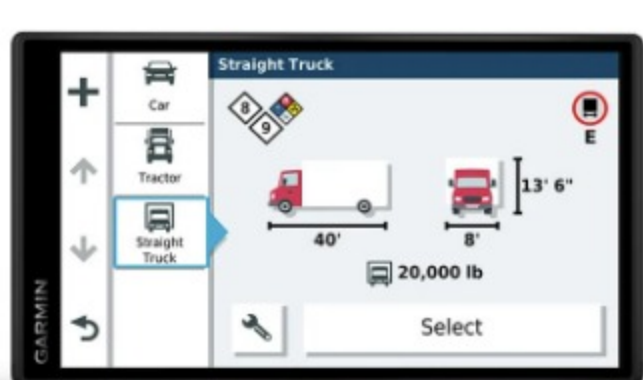 Straight Truck
Car
Tractor
Straight
Truck
8
9
E
13' 6"
40'
8'
20,000 lb
Select
GARMIN